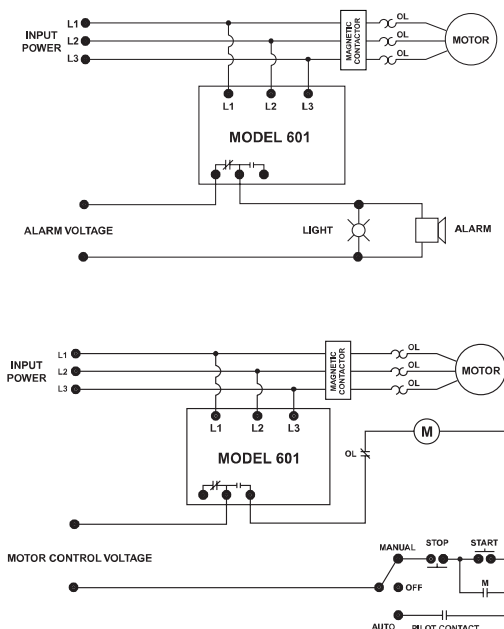 L1
INPUT POWER
L2
L3
MAGNETIC CONTACTOR
OL
OL
OL
MOTOR
L1 L2 L3
MODEL 601
ALARM VOLTAGE
LIGHT
ALARM
L1
INPUT POWER
L2
L3
MAGNETIC CONTACTOR
OL
OL
OL
MOTOR
L1 L2 L3
MODEL 601
OL
M
MOTOR CONTROL VOLTAGE
MANUAL
STOP
START
OFF
M
AUTO
PILOT CONTACT